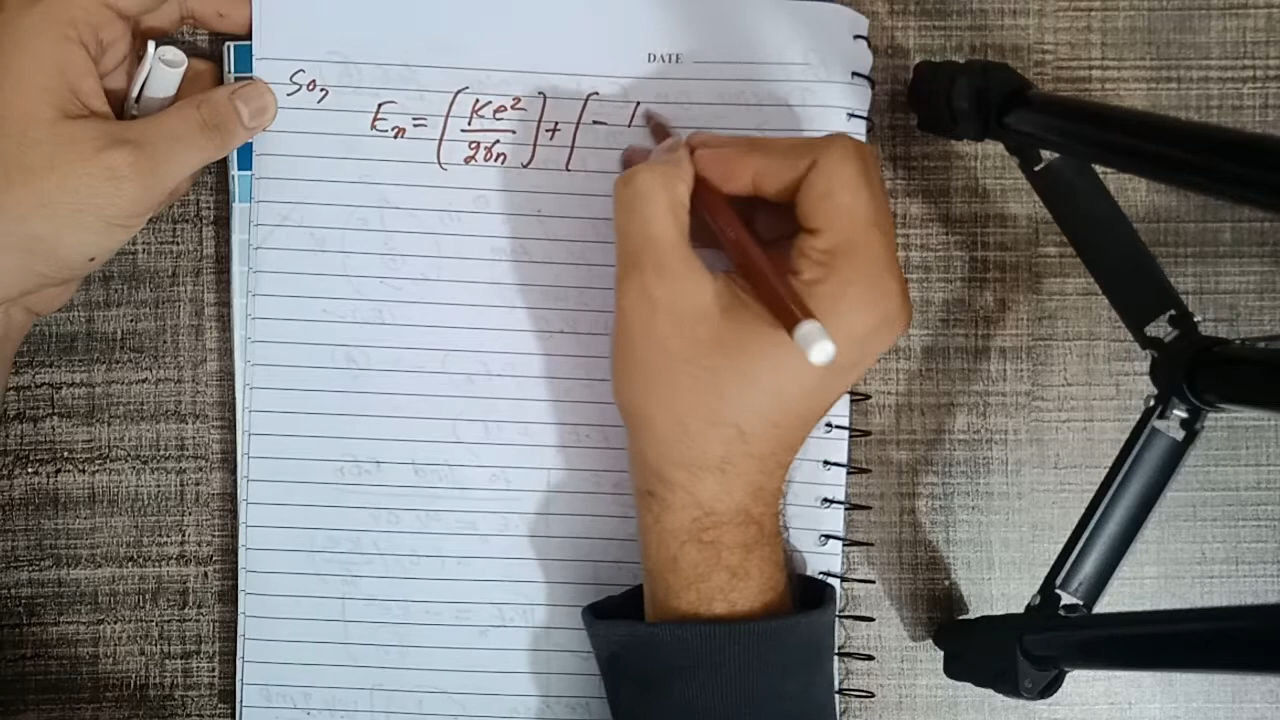 DATE
So,
En = (Ke²/2rn) + (-